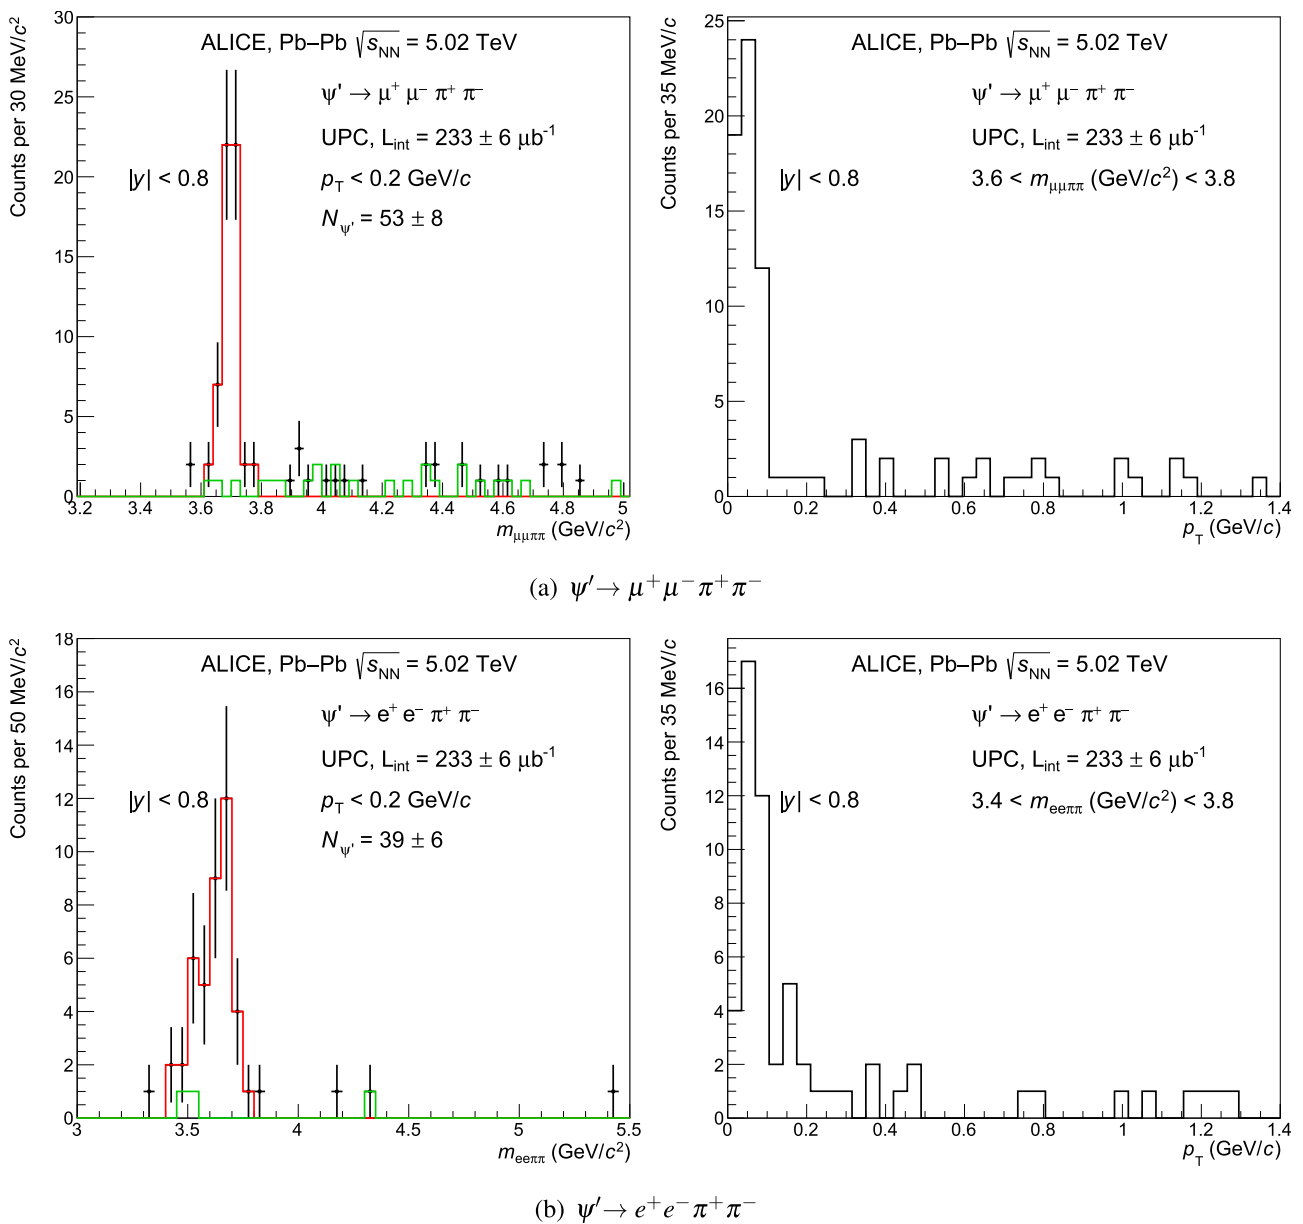 Counts per 30 MeV/c²
30
25
20
15
10
5
0
ALICE, Pb–Pb √sNN = 5.02 TeV
ψ' → μ⁺ μ⁻ π⁺ π⁻
UPC, Lint = 233 ± 6 μb⁻¹
|y| < 0.8
pT < 0.2 GeV/c
Nψ' = 53 ± 8
3.2 3.4 3.6 3.8 4 4.2 4.4 4.6 4.8 5
mμμππ (GeV/c²)
Counts per 35 MeV/c
25
20
15
10
5
0
ALICE, Pb–Pb √sNN = 5.02 TeV
ψ' → μ⁺ μ⁻ π⁺ π⁻
UPC, Lint = 233 ± 6 μb⁻¹
|y| < 0.8
3.6 < mμμππ (GeV/c²) < 3.8
0 0.2 0.4 0.6 0.8 1 1.2 1.4
pT (GeV/c)
(a) ψ′→ μ⁺μ⁻π⁺π⁻
Counts per 50 MeV/c²
18
16
14
12
10
8
6
4
2
0
ALICE, Pb–Pb √sNN = 5.02 TeV
ψ' → e⁺ e⁻ π⁺ π⁻
UPC, Lint = 233 ± 6 μb⁻¹
|y| < 0.8
pT < 0.2 GeV/c
Nψ' = 39 ± 6
3 3.5 4 4.5 5 5.5
meeππ (GeV/c²)
Counts per 35 MeV/c
16
14
12
10
8
6
4
2
0
ALICE, Pb–Pb √sNN = 5.02 TeV
ψ' → e⁺ e⁻ π⁺ π⁻
UPC, Lint = 233 ± 6 μb⁻¹
|y| < 0.8
3.4 < meeππ (GeV/c²) < 3.8
0 0.2 0.4 0.6 0.8 1 1.2 1.4
pT (GeV/c)
(b) ψ′→ e⁺e⁻π⁺π⁻